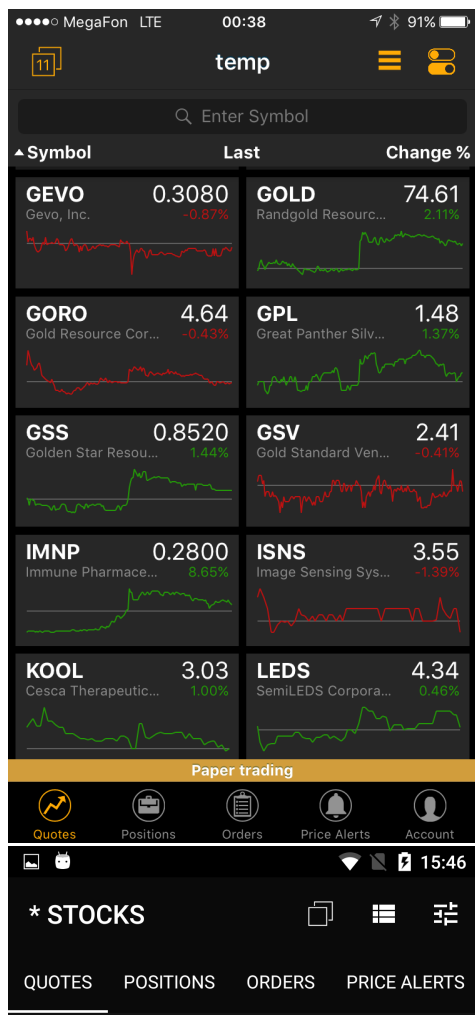 MegaFon LTE 00:38 91%
11 temp
Enter Symbol
Symbol Last Change %
GEVO 0.3080 GOLD 74.61
Gevo, Inc. -0.87% Randgold Resourc... 2.11%
GORO 4.64 GPL 1.48
Gold Resource Cor... -0.43% Great Panther Silv... 1.37%
GSS 0.8520 GSV 2.41
Golden Star Resou... 1.44% Gold Standard Ven... -0.41%
IMNP 0.2800 ISNS 3.55
Immune Pharmace... 8.65% Image Sensing Sys... -1.39%
KOOL 3.03 LEDS 4.34
Cesca Therapeutic... 1.00% SemiLEDS Corpora... 0.46%
Paper trading
Quotes Positions Orders Price Alerts Account
15:46
* STOCKS
QUOTES POSITIONS ORDERS PRICE ALERTS